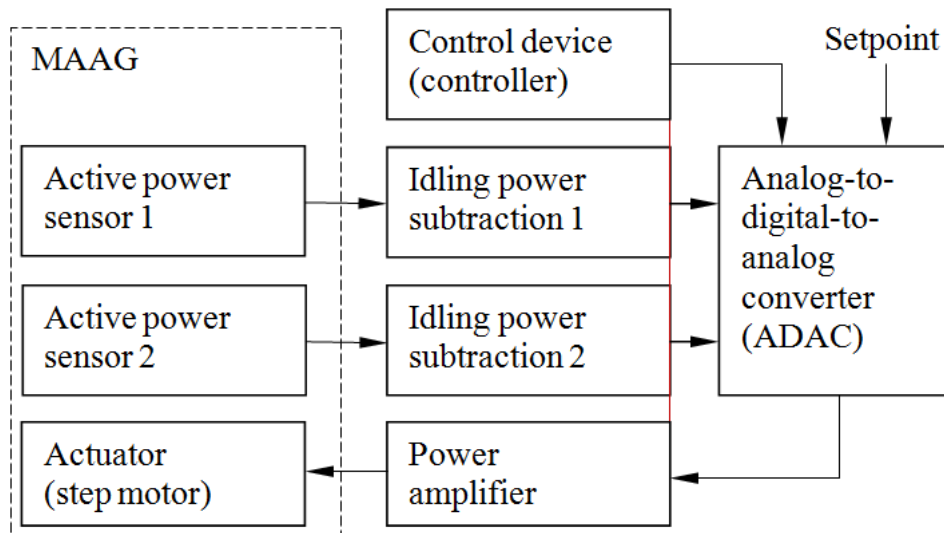 MAAG
Control device
(controller)
Setpoint
Active power
sensor 1
Idling power
subtraction 1
Analog-to-
digital-to-
analog
converter
(ADAC)
Active power
sensor 2
Idling power
subtraction 2
Actuator
(step motor)
Power
amplifier